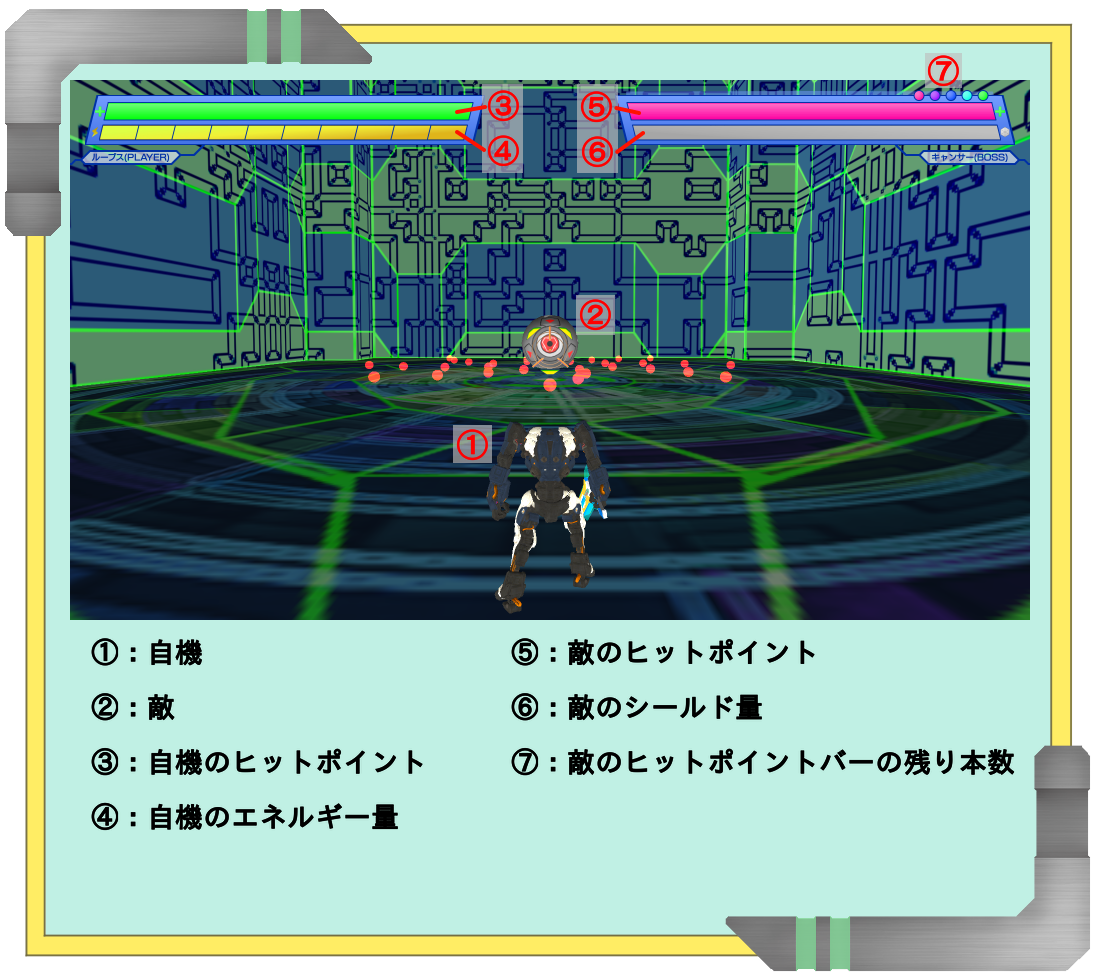 ⑦
③
⑤
④
⑥
ループス(PLAYER)
キャンサー(BOSS)
②
①
①：自機
②：敵
③：自機のヒットポイント
④：自機のエネルギー量
⑤：敵のヒットポイント
⑥：敵のシールド量
⑦：敵のヒットポイントバーの残り本数